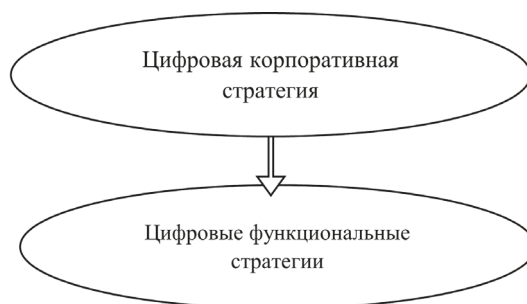 Цифровая корпоративная
стратегия
Цифровые функциональные
стратегии